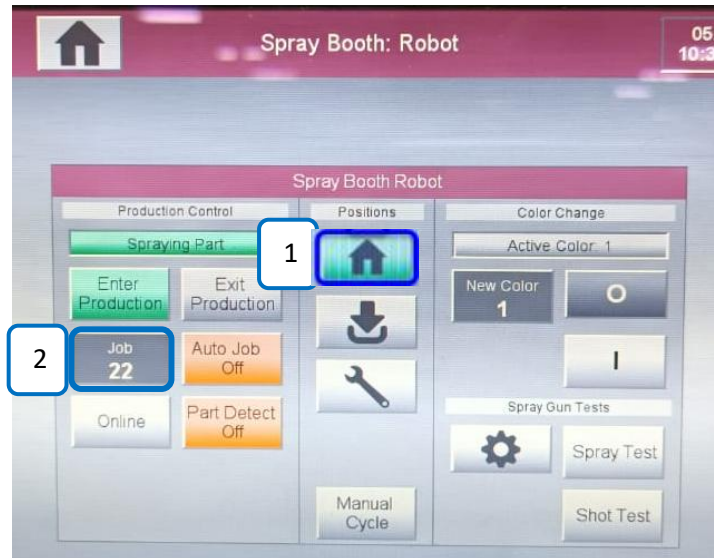 Spray Booth: Robot
05
10:3
Spray Booth Robot
Production Control
Positions
Color Change
Spraying Part
1
Active Color: 1
Enter
Production
Exit
Production
New Color
1
O
I
2
Job
22
Auto Job
Off
Online
Part Detect
Off
Spray Gun Tests
Spray Test
Manual
Cycle
Shot Test